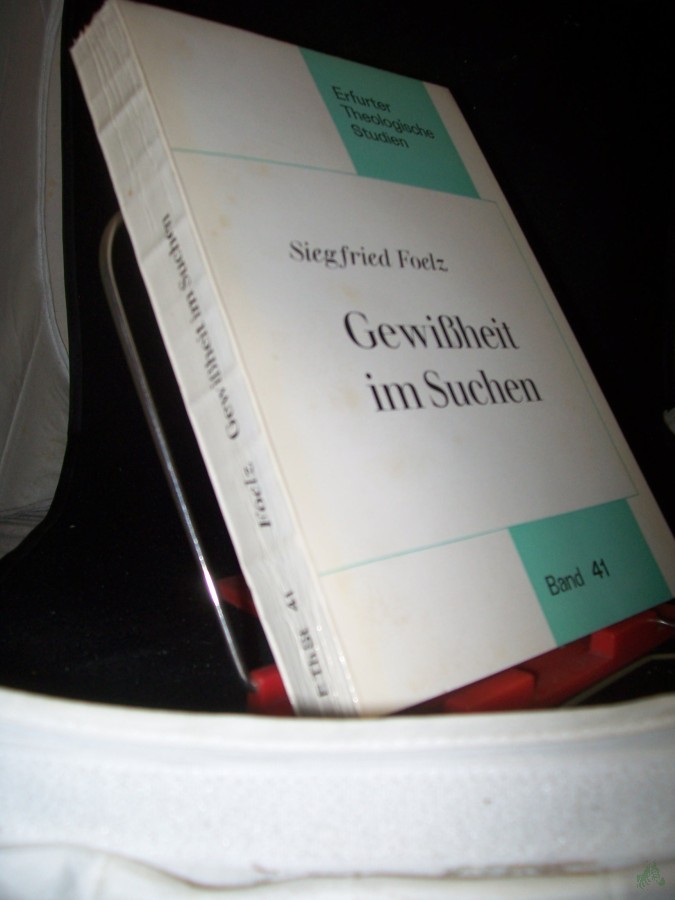 Erfurter
Theologische
Studien
Siegfried Foelz
Gewißheit
im Suchen
Band 41
EThSt 41 Foelz, Gewißheit im Suchen